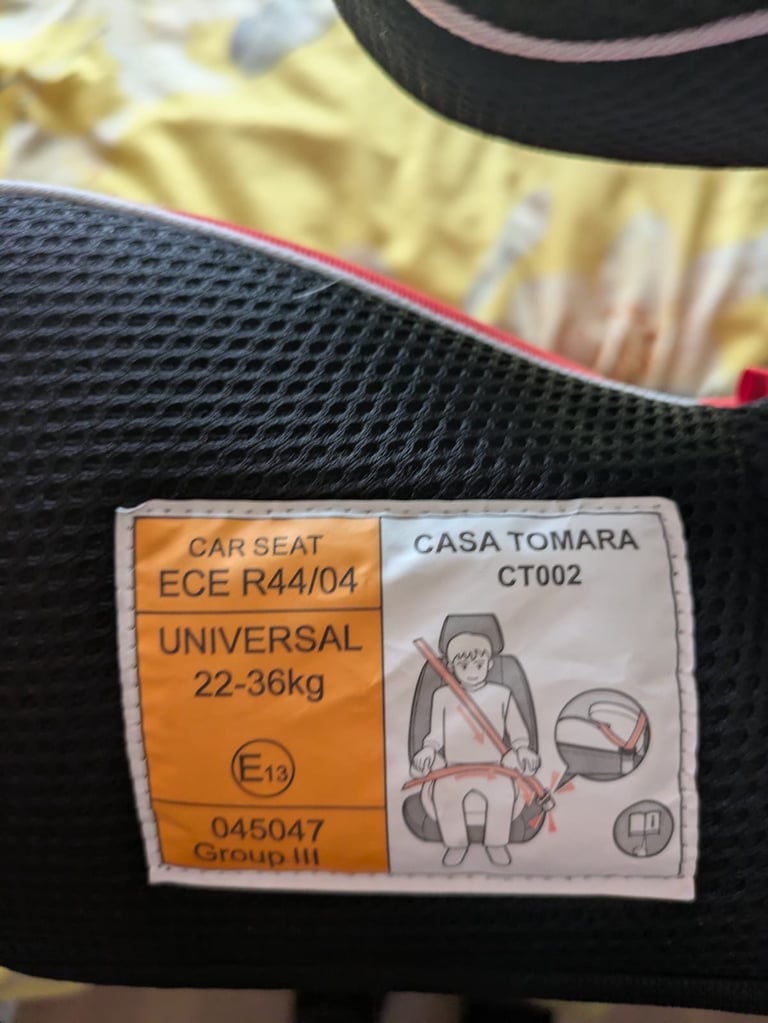 CAR SEAT
ECE R44/04
UNIVERSAL
22-36kg
E13
045047
Group III
CASA TOMARA
CT002